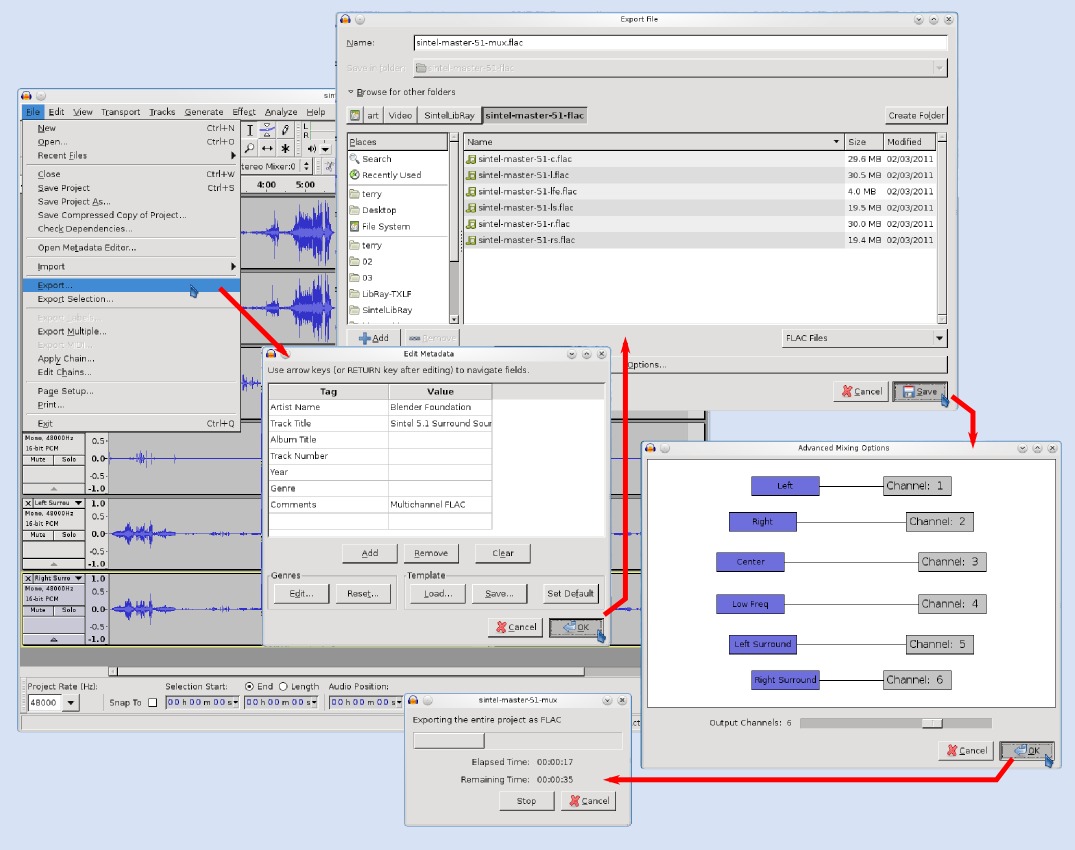 Export File
Name: sintel-master-51-mux.flac
Save in folder: sintel-master-51-flac
Browse for other folders
art Video SintelLibRay sintel-master-51-flac Create Folder
Places
Search
Recently Used
terry
Desktop
File System
terry
02
03
LibRay-TXLF
SintelLibRay
Name Size Modified
sintel-master-51-c.flac 29.6 MB 02/03/2011
sintel-master-51-l.flac 30.5 MB 02/03/2011
sintel-master-51-lfe.flac 4.0 MB 02/03/2011
sintel-master-51-ls.flac 19.5 MB 02/03/2011
sintel-master-51-r.flac 30.0 MB 02/03/2011
sintel-master-51-rs.flac 19.4 MB 02/03/2011
Add Remove FLAC Files
Options...
Cancel Save
sin
File Edit View Transport Tracks Generate Effect Analyze Help
New Ctrl+N
Open... Ctrl+O
Recent Files
Close Ctrl+W
Save Project Ctrl+S
Save Project As...
Save Compressed Copy of Project...
Check Dependencies...
Open Metadata Editor...
Import
Export...
Export Selection...
Export Labels...
Export Multiple...
Export MIDI...
Apply Chain...
Edit Chains...
Page Setup...
Print...
Exit Ctrl+Q
L
R
tereo Mixer:0
4:00 5:00
Mono, 48000Hz
16-bit PCM
Mute Solo
0.5-
0.0-
-0.5-
-1.0
X Left Surrou
Mono, 48000Hz
16-bit PCM
Mute Solo
1.0
0.5-
0.0-
-0.5-
-1.0
X Right Surro
Mono, 48000Hz
16-bit PCM
Mute Solo
1.0
0.5-
0.0-
-0.5-
-1.0
Project Rate (Hz):
48000
Snap To
Selection Start: End Length Audio Position:
00 h 00 m 00 s 00 h 00 m 00 s 00 h 00 m 00 s
Edit Metadata
Use arrow keys (or RETURN key after editing) to navigate fields.
Tag Value
Artist Name Blender Foundation
Track Title Sintel 5.1 Surround Sour
Album Title
Track Number
Year
Genre
Comments Multichannel FLAC
Add Remove Clear
Genres Template
Edit... Reset... Load... Save... Set Default
Cancel OK
Advanced Mixing Options
Left Channel: 1
Right Channel: 2
Center Channel: 3
Low Freq Channel: 4
Left Surround Channel: 5
Right Surround Channel: 6
Output Channels: 6
Cancel OK
sintel-master-51-mux
Exporting the entire project as FLAC
Elapsed Time: 00:00:17
Remaining Time: 00:00:35
Stop Cancel